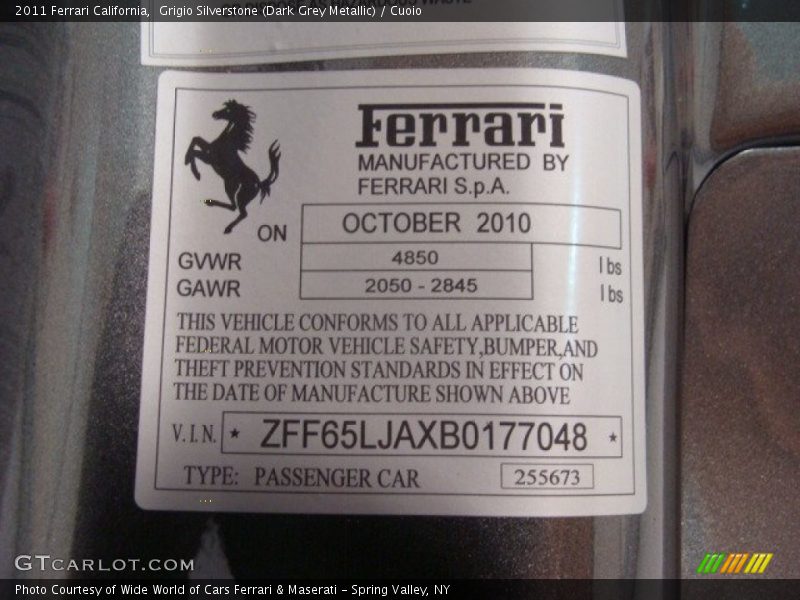 2011 Ferrari California, Grigio Silverstone (Dark Grey Metallic) / Cuoio
Ferrari
MANUFACTURED BY
FERRARI S.p.A.
ON OCTOBER 2010
GVWR 4850 lbs
GAWR 2050 - 2845 lbs
THIS VEHICLE CONFORMS TO ALL APPLICABLE
FEDERAL MOTOR VEHICLE SAFETY,BUMPER,AND
THEFT PREVENTION STANDARDS IN EFFECT ON
THE DATE OF MANUFACTURE SHOWN ABOVE
V.I.N. * ZFF65LJAXB0177048 *
TYPE: PASSENGER CAR 255673
GTCARLOT.COM
Photo Courtesy of Wide World of Cars Ferrari & Maserati – Spring Valley, NY